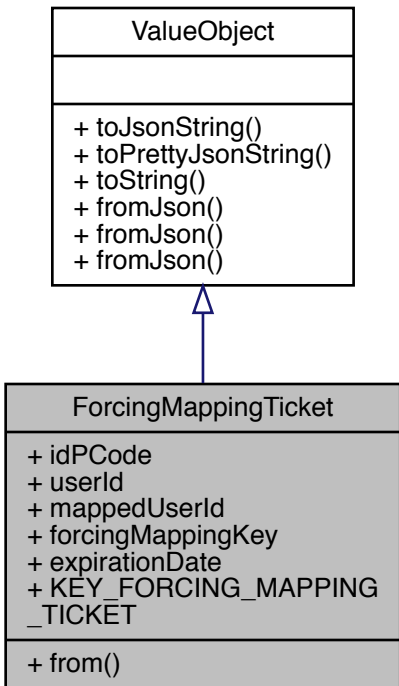 ValueObject
+ toJsonString()
+ toPrettyJsonString()
+ toString()
+ fromJson()
+ fromJson()
+ fromJson()
ForcingMappingTicket
+ idPCode
+ userId
+ mappedUserId
+ forcingMappingKey
+ expirationDate
+ KEY_FORCING_MAPPING
_TICKET
+ from()